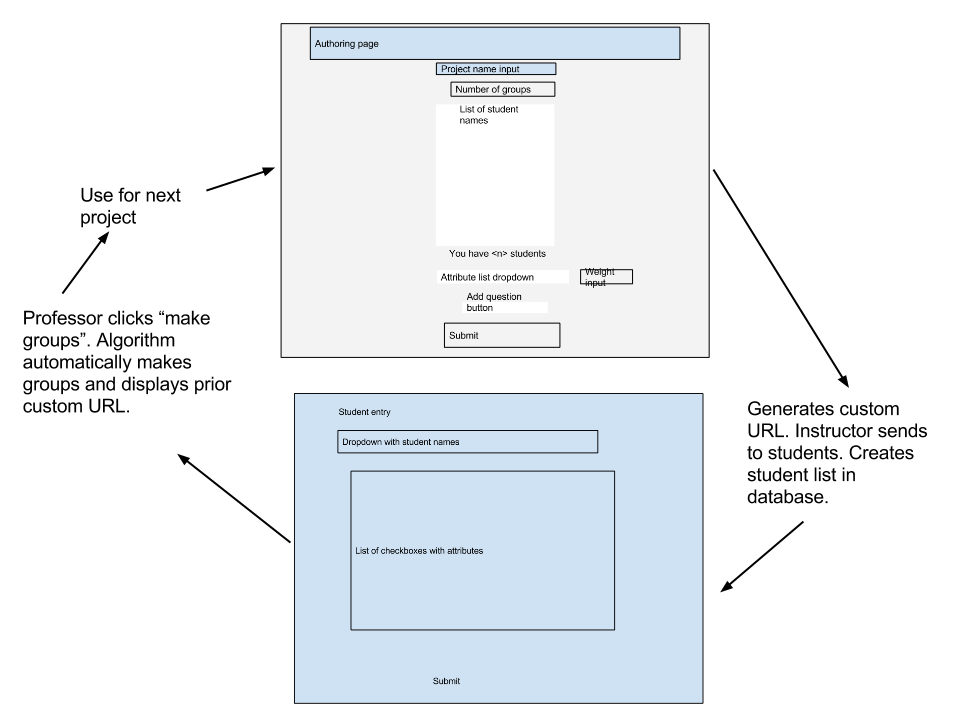 Authoring page
Project name input
Number of groups
List of student
names
You have <n> students
Attribute list dropdown
Weight
input
Add question
button
Submit
Use for next
project
Professor clicks “make
groups”. Algorithm
automatically makes
groups and displays prior
custom URL.
Generates custom
URL. Instructor sends
to students. Creates
student list in
database.
Student entry
Dropdown with student names
List of checkboxes with attributes
Submit